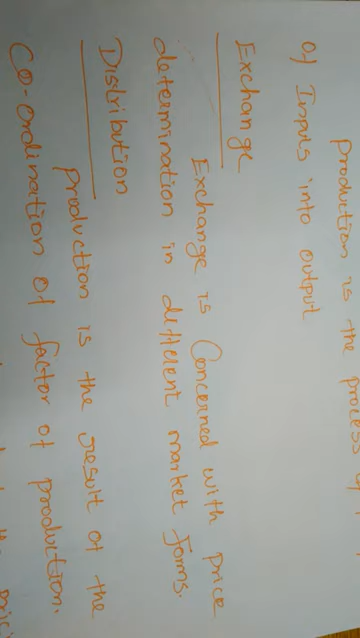 production is the process of
of Inputs into output
Exchange
Exchange is Concerned with price
determination in different market forms.
Distribution
production is the result of the
Co-ordination of factor of production.